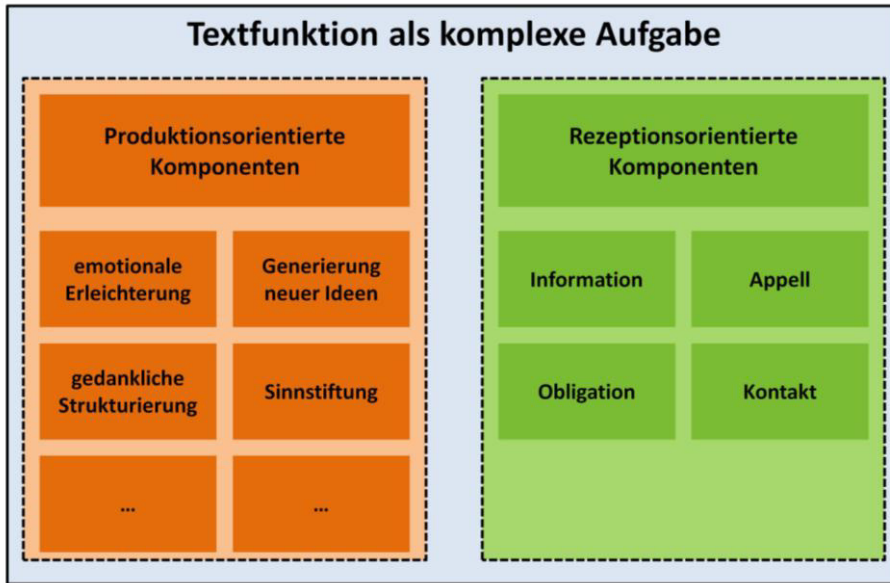 Textfunktion als komplexe Aufgabe
Produktionsorientierte
Komponenten
emotionale
Erleichterung
Generierung
neuer Ideen
gedankliche
Strukturierung
Sinnstiftung
...
...
Rezeptionsorientierte
Komponenten
Information
Appell
Obligation
Kontakt